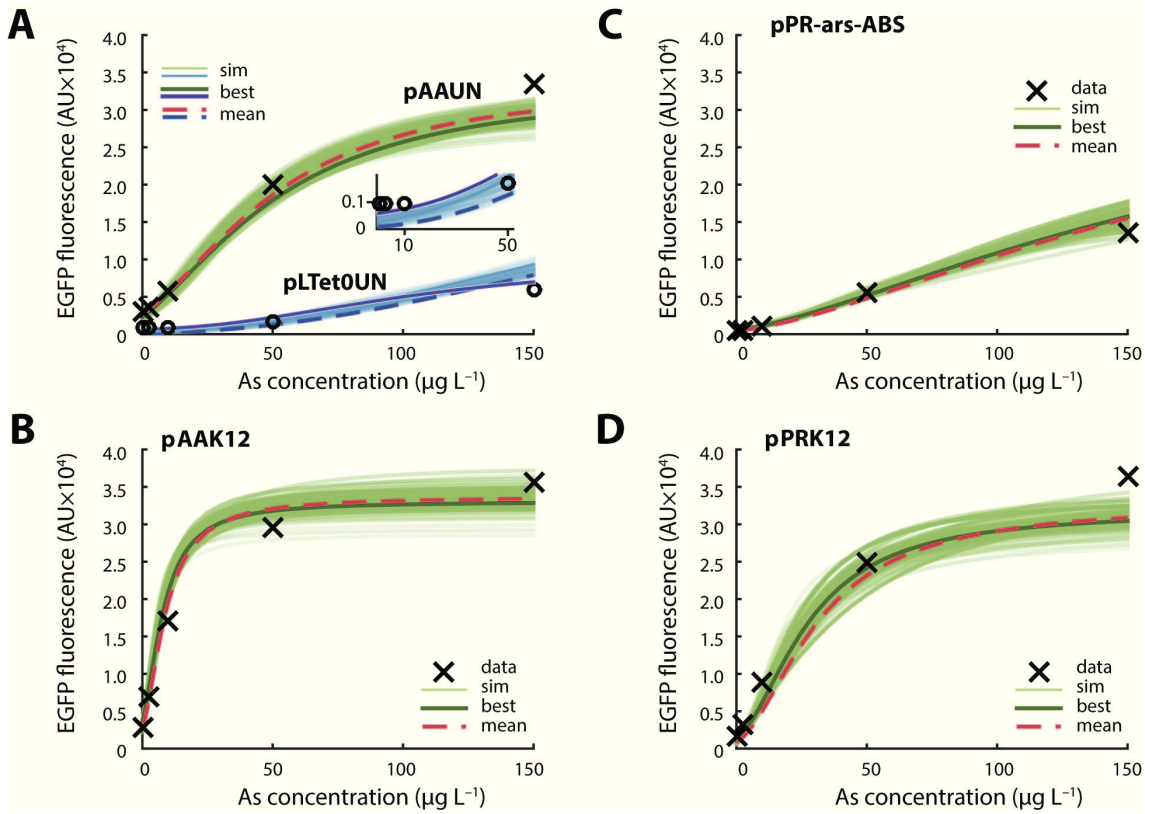 A
EGFP fluorescence (AU×10⁴)
4.0
3.5
3.0
2.5
2.0
1.5
1.0
0.5
0
sim
best
mean
pAAUN
0.1
0
10
50
pLTet0UN
0
50
100
150
As concentration (µg L⁻¹)
C
pPR-ars-ABS
EGFP fluorescence (AU×10⁴)
4.0
3.5
3.0
2.5
2.0
1.5
1.0
0.5
0
data
sim
best
mean
0
50
100
150
As concentration (µg L⁻¹)
B
pAAK12
EGFP fluorescence (AU×10⁴)
4.0
3.5
3.0
2.5
2.0
1.5
1.0
0.5
0
data
sim
best
mean
0
50
100
150
As concentration (µg L⁻¹)
D
pPRK12
EGFP fluorescence (AU×10⁴)
4.0
3.5
3.0
2.5
2.0
1.5
1.0
0.5
0
data
sim
best
mean
0
50
100
150
As concentration (µg L⁻¹)